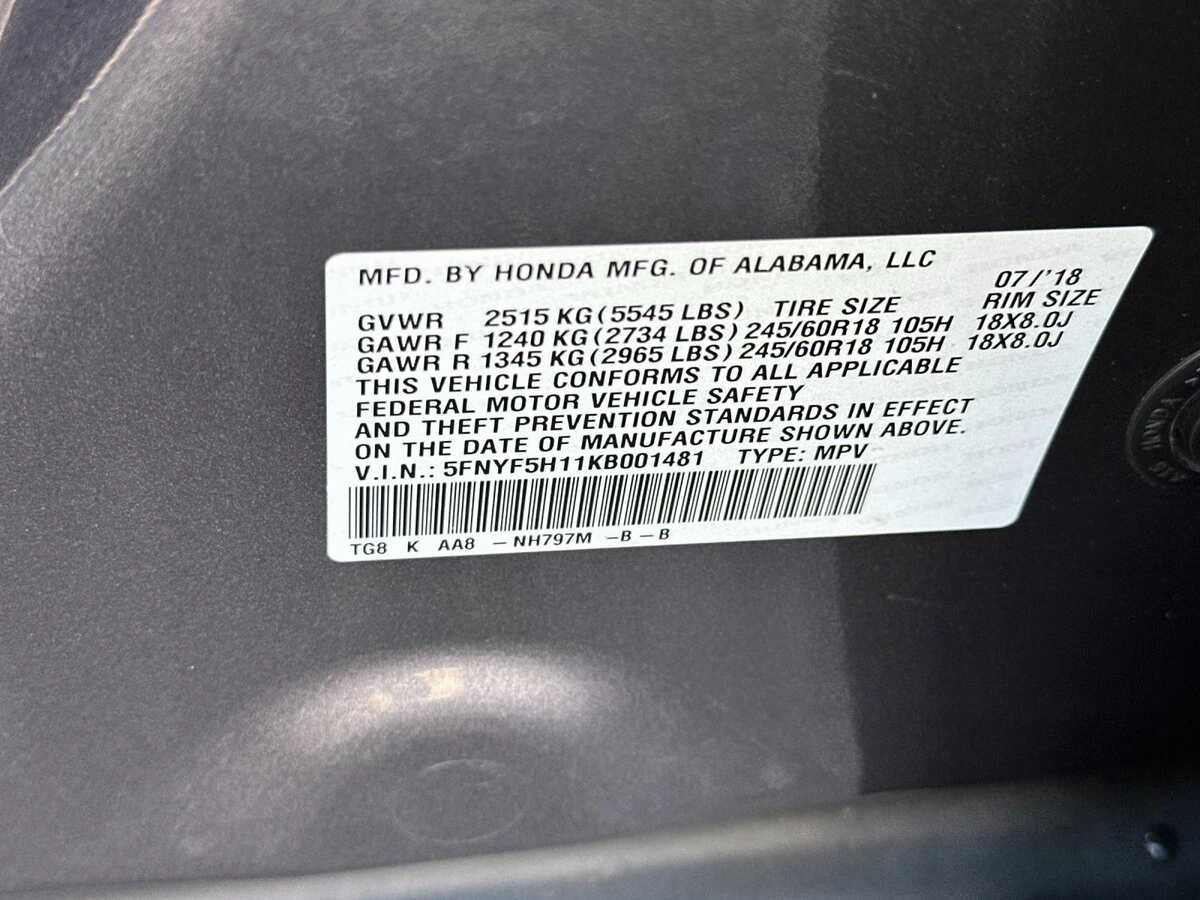 MFD. BY HONDA MFG. OF ALABAMA, LLC
07/'18
GVWR 2515 KG (5545 LBS) TIRE SIZE RIM SIZE
GAWR F 1240 KG (2734 LBS) 245/60R18 105H 18X8.0J
GAWR R 1345 KG (2965 LBS) 245/60R18 105H 18X8.0J
THIS VEHICLE CONFORMS TO ALL APPLICABLE
FEDERAL MOTOR VEHICLE SAFETY
AND THEFT PREVENTION STANDARDS IN EFFECT
ON THE DATE OF MANUFACTURE SHOWN ABOVE.
V.I.N.: 5FNYF5H11KB001481 TYPE: MPV
TG8 K AA8 – NH797M –B – B